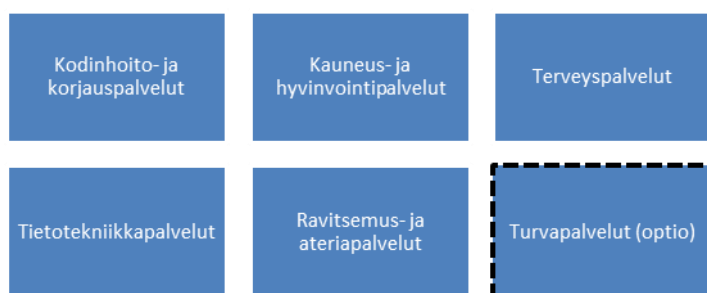 Kodinhoito- ja
korjauspalvelut
Kauneus- ja
hyvinvointipalvelut
Terveyspalvelut
Tietotekniikkapalvelut
Ravitsemus- ja
ateriapalvelut
Turvapalvelut (optio)